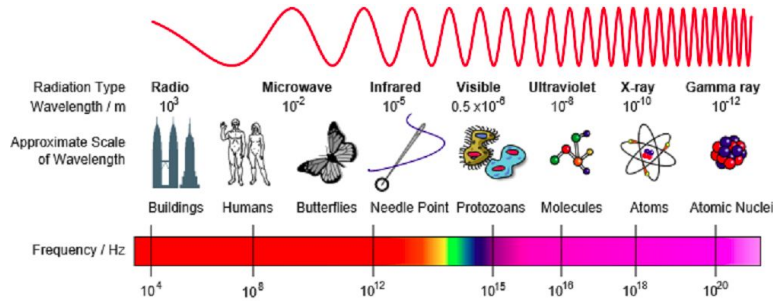 Radiation Type Radio Microwave Infrared Visible Ultraviolet X-ray Gamma ray
Wavelength / m 10³ 10⁻² 10⁻⁵ 0.5 x10⁻⁶ 10⁻⁸ 10⁻¹⁰ 10⁻¹²
Approximate Scale
of Wavelength
Buildings Humans Butterflies Needle Point Protozoans Molecules Atoms Atomic Nuclei
Frequency / Hz
10⁴ 10⁸ 10¹² 10¹⁵ 10¹⁶ 10¹⁸ 10²⁰